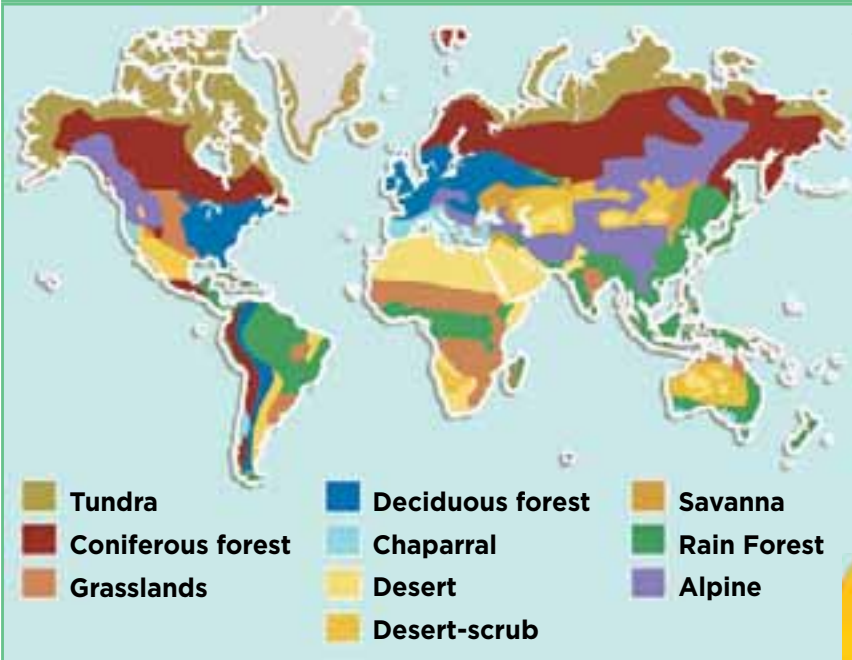 Tundra
Coniferous forest
Grasslands
Deciduous forest
Chaparral
Desert
Desert-scrub
Savanna
Rain Forest
Alpine